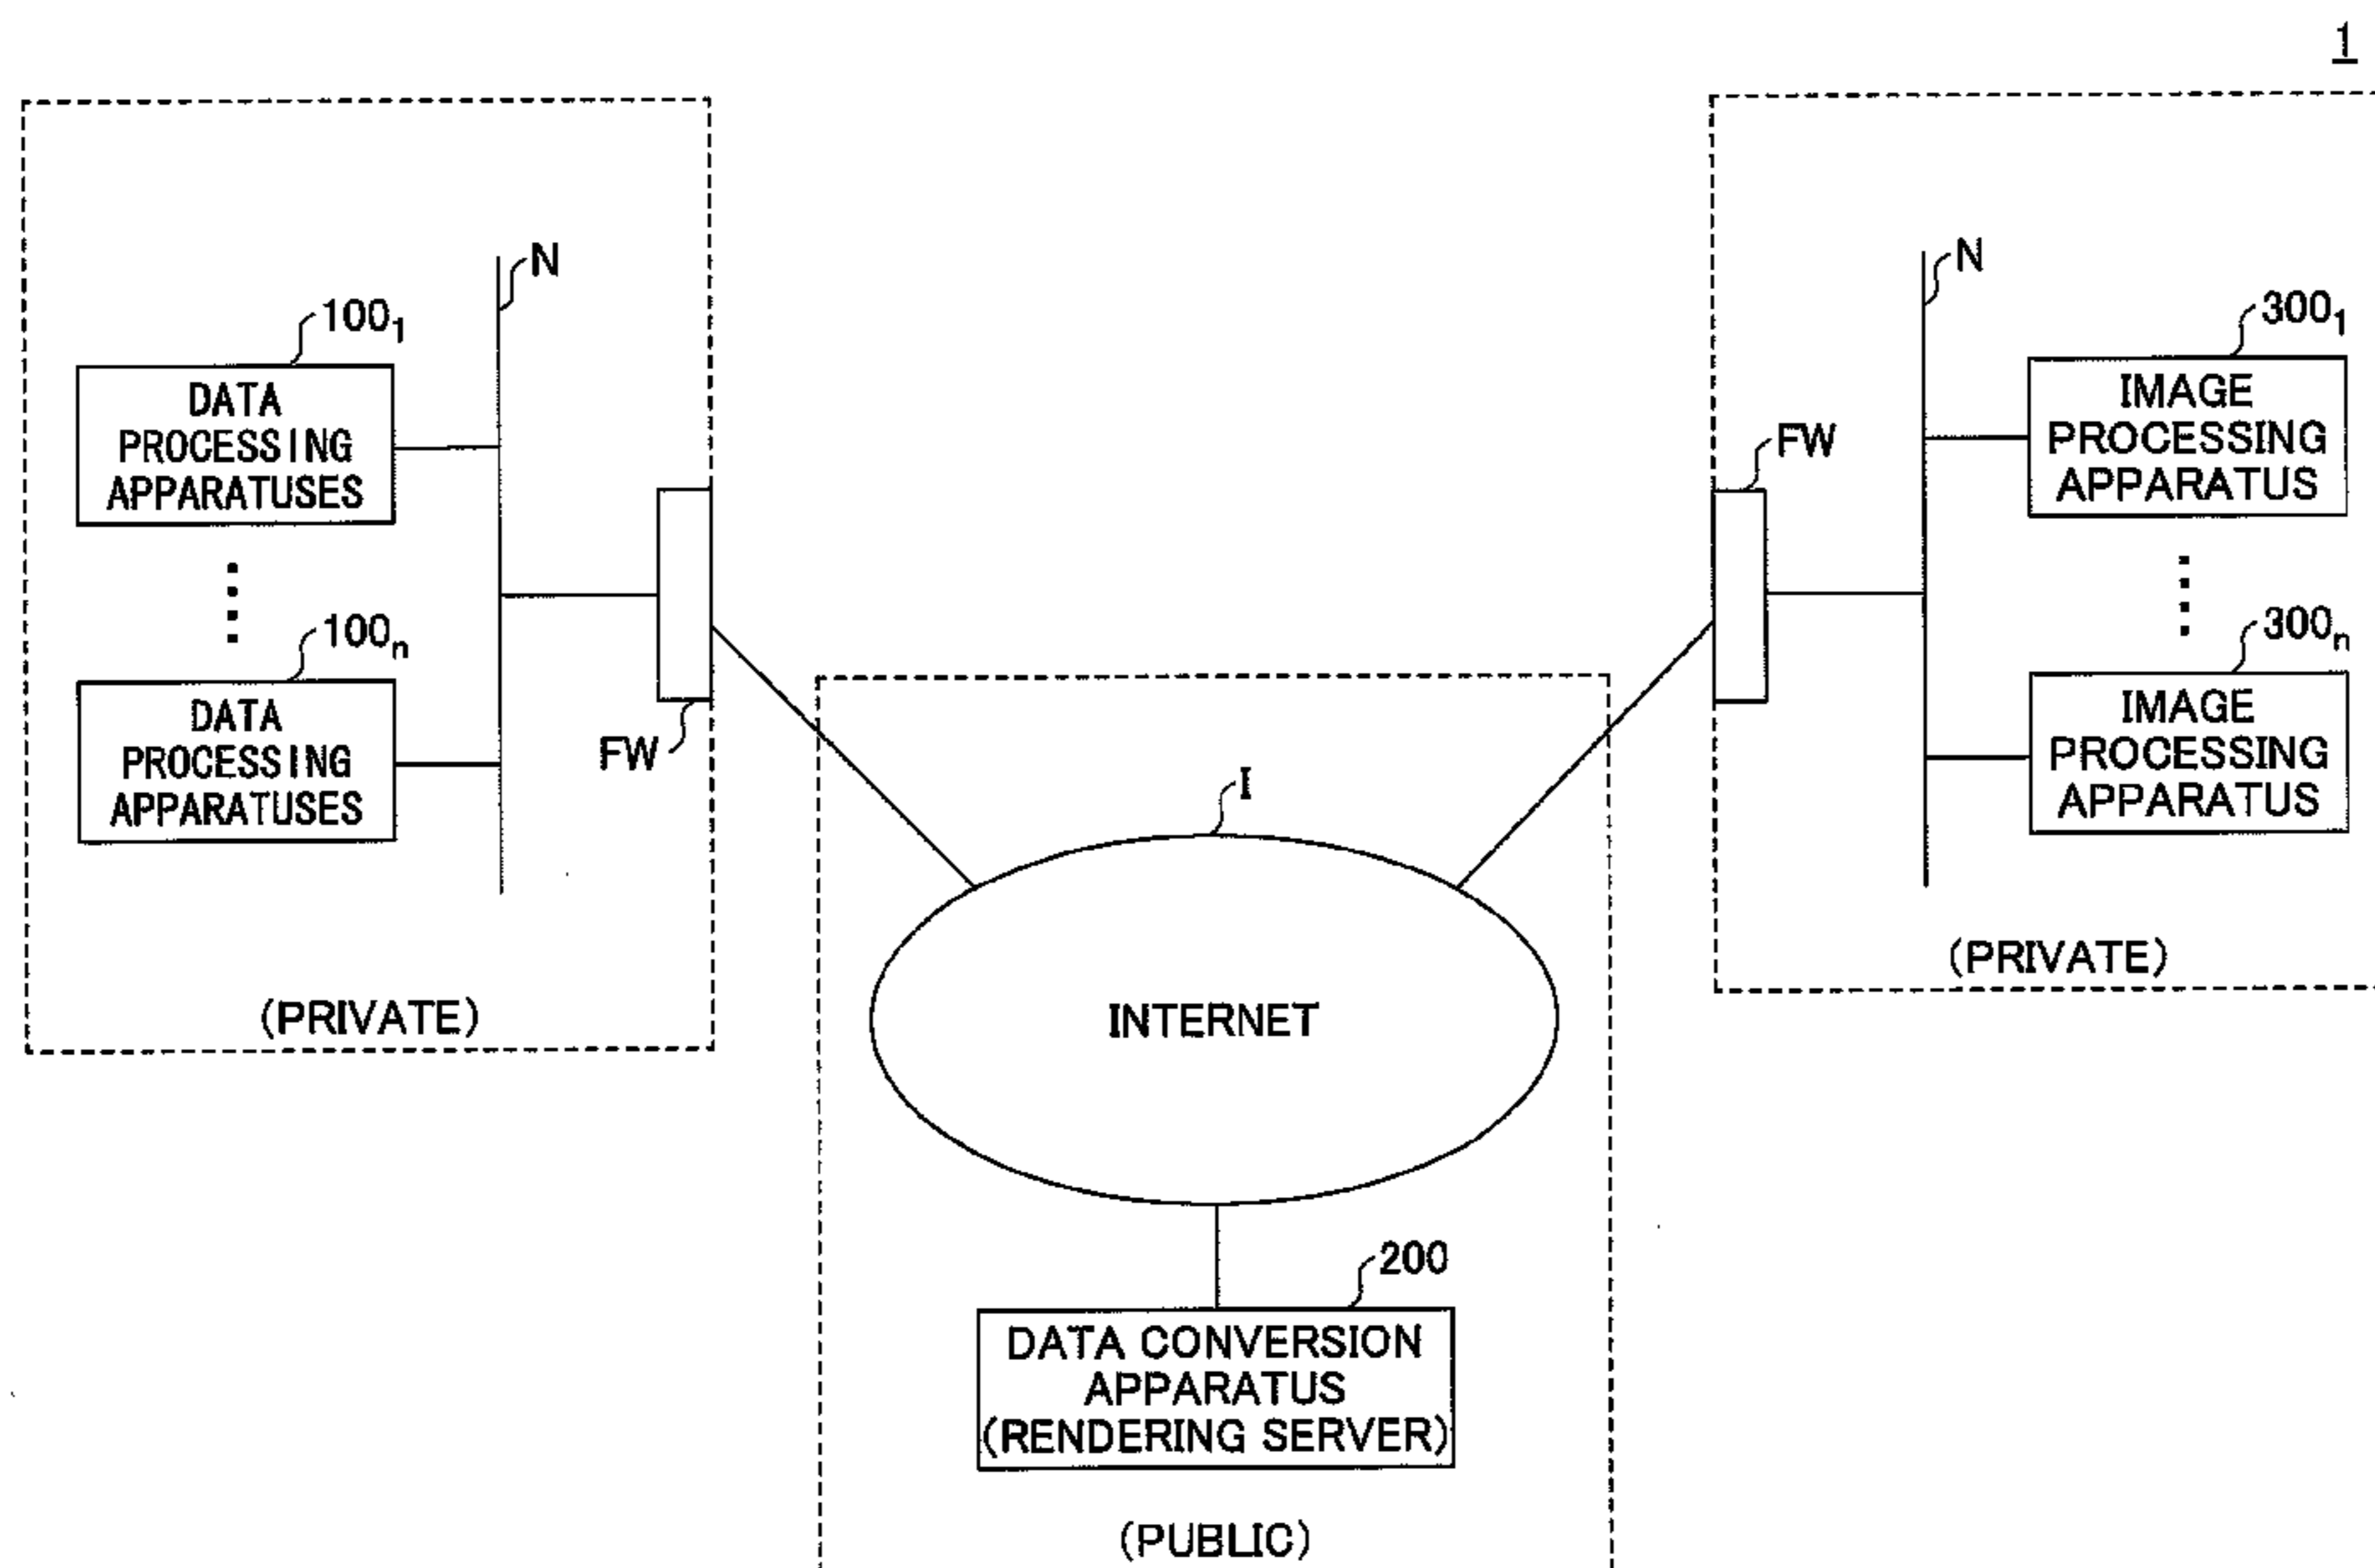 1
N
100₁
DATA
PROCESSING
APPARATUSES
100ₙ
DATA
PROCESSING
APPARATUSES
FW
(PRIVATE)
N
300₁
IMAGE
PROCESSING
APPARATUS
FW
300ₙ
IMAGE
PROCESSING
APPARATUS
(PRIVATE)
I
INTERNET
200
DATA CONVERSION
APPARATUS
(RENDERING SERVER)
(PUBLIC)